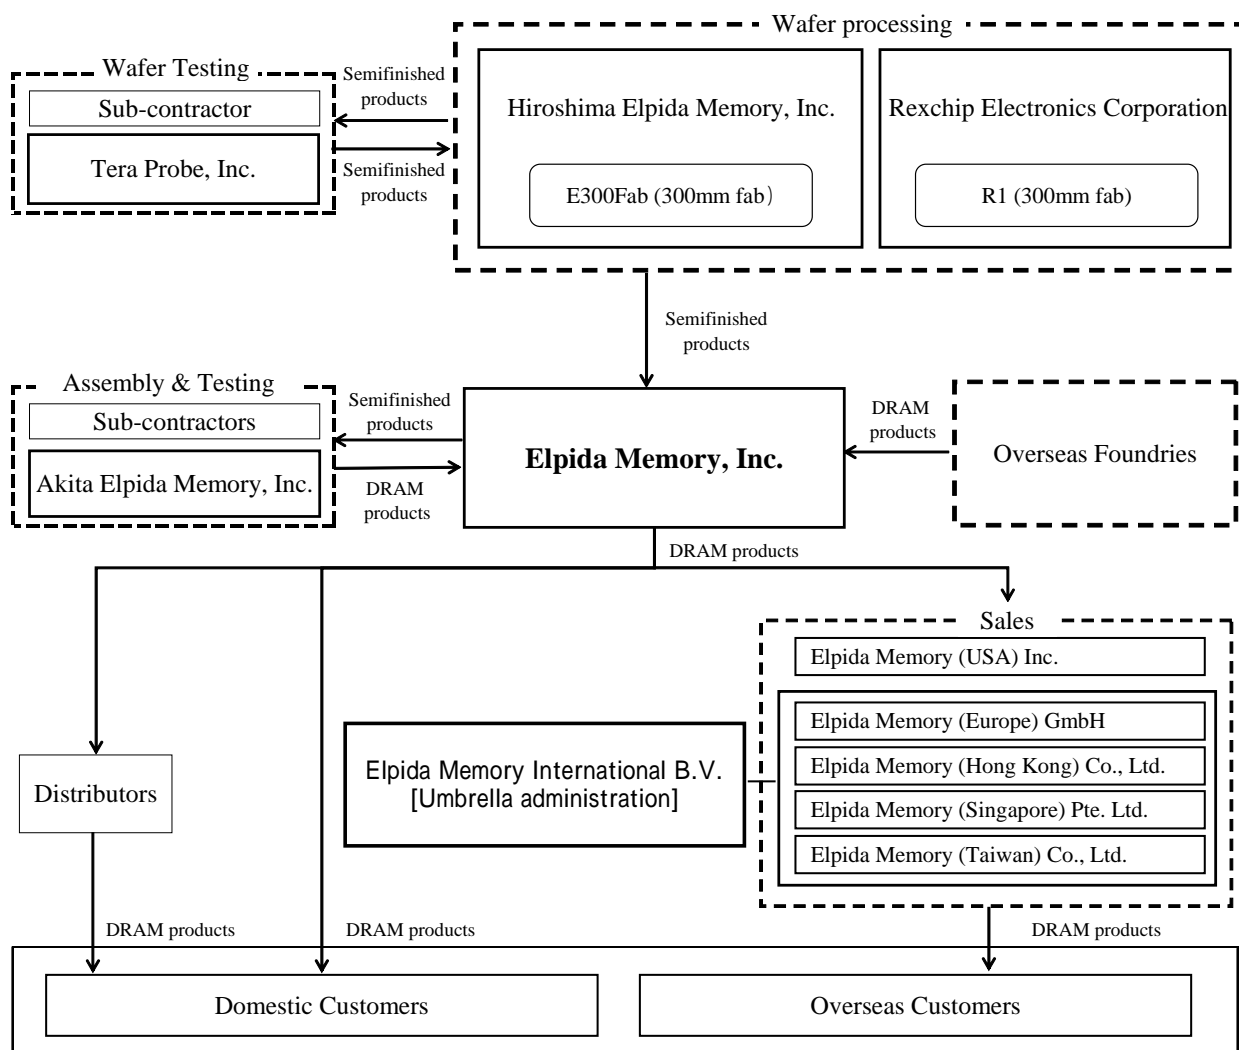 Wafer processing
Wafer Testing
Sub-contractor
Tera Probe, Inc.
Semifinished
products
Semifinished
products
Hiroshima Elpida Memory, Inc.
E300Fab (300mm fab)
Rexchip Electronics Corporation
R1 (300mm fab)
Semifinished
products
Assembly & Testing
Sub-contractors
Akita Elpida Memory, Inc.
Semifinished
products
DRAM
products
Elpida Memory, Inc.
DRAM
products
Overseas Foundries
DRAM products
Sales
Elpida Memory (USA) Inc.
Elpida Memory (Europe) GmbH
Elpida Memory (Hong Kong) Co., Ltd.
Elpida Memory (Singapore) Pte. Ltd.
Elpida Memory (Taiwan) Co., Ltd.
Elpida Memory International B.V.
[Umbrella administration]
Distributors
DRAM products
DRAM products
DRAM products
Domestic Customers
Overseas Customers